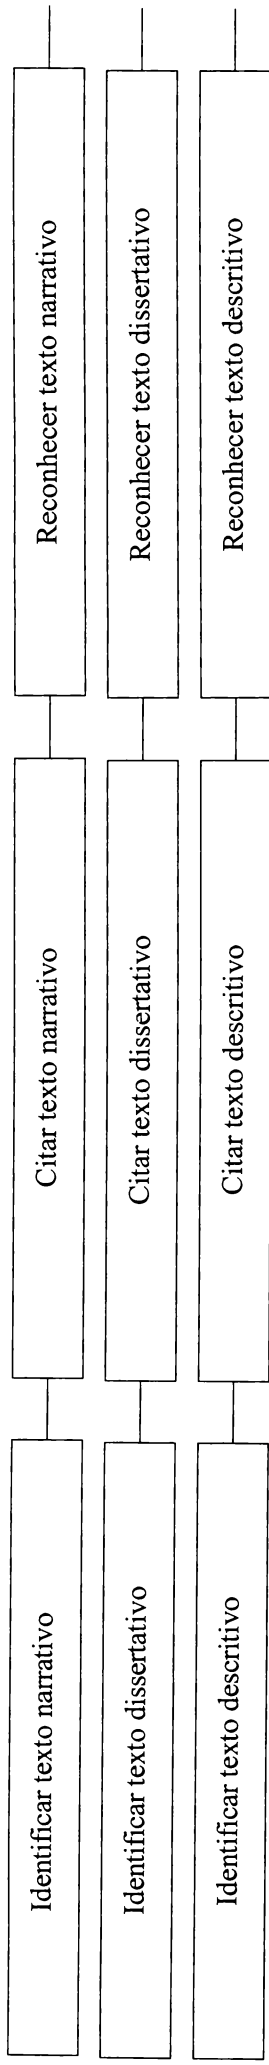 Identificar texto narrativo
Citar texto narrativo
Reconhecer texto narrativo
Identificar texto dissertativo
Citar texto dissertativo
Reconhecer texto dissertativo
Identificar texto descritivo
Citar texto descritivo
Reconhecer texto descritivo